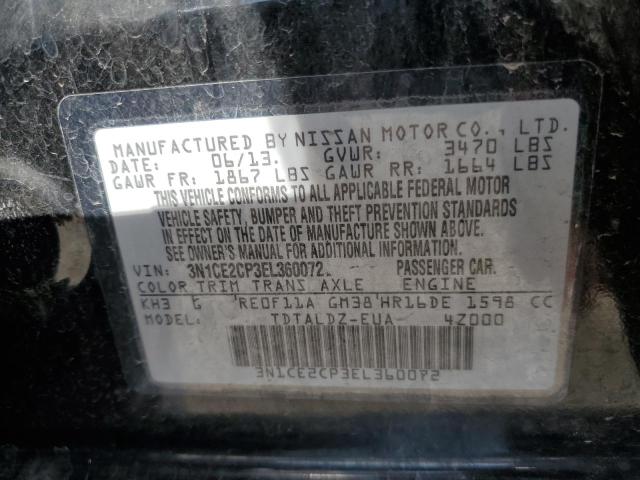 MANUFACTURED BY NISSAN MOTOR CO., LTD.
DATE: 06/13. GVWR: 3470 LBS
GAWR FR: 1867 LBS GAWR RR: 1664 LBS
THIS VEHICLE CONFORMS TO ALL APPLICABLE FEDERAL MOTOR
VEHICLE SAFETY, BUMPER AND THEFT PREVENTION STANDARDS
IN EFFECT ON THE DATE OF MANUFACTURE SHOWN ABOVE.
SEE OWNER'S MANUAL FOR ADDITIONAL INFORMATION.
VIN: 3N1CE2CP3EL360072. PASSENGER CAR.
COLOR TRIM TRANS AXLE ENGINE
KH3 G RE0F11A GM38 HR16DE 1598 CC
MODEL: TDTALDZ-EUA 4Z000
3N1CE2CP3EL360072